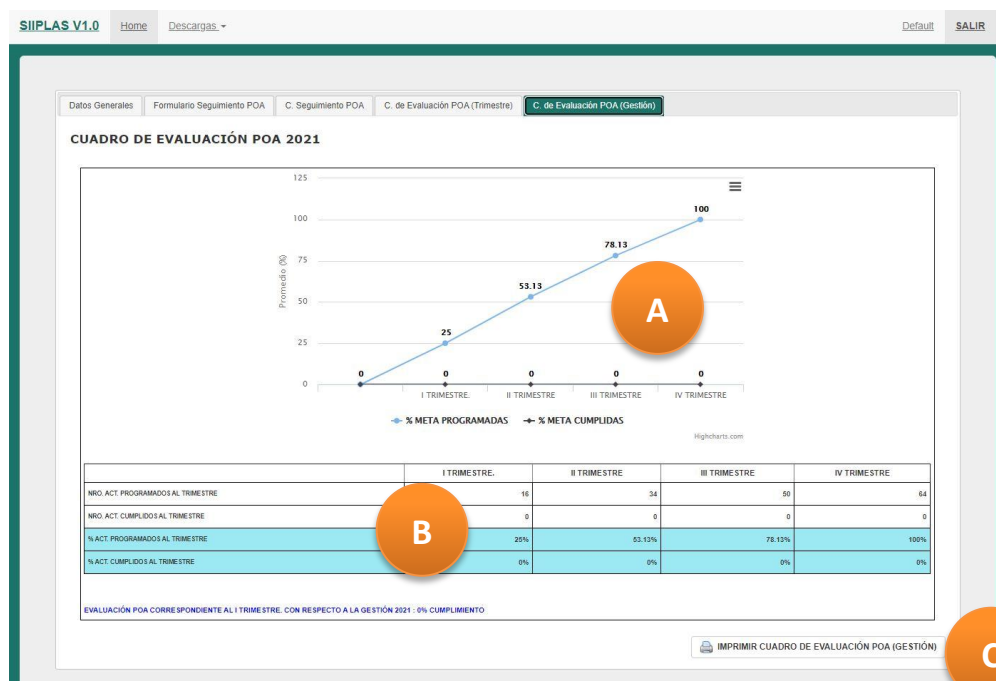 SIIPLAS V1.0 Home Descargas Default SALIR
Datos Generales Formulario Seguimiento POA C. Seguimiento POA C. de Evaluación POA (Trimestre) C. de Evaluación POA (Gestión)
CUADRO DE EVALUACIÓN POA 2021
125
100
75
50
25
0
Promedio (%)
0 25 53.13 78.13 100
0 0 0 0
A
I TRIMESTRE. II TRIMESTRE III TRIMESTRE IV TRIMESTRE
% META PROGRAMADAS % META CUMPLIDAS
Highcharts.com
I TRIMESTRE. II TRIMESTRE III TRIMESTRE IV TRIMESTRE
NRO. ACT. PROGRAMADOS AL TRIMESTRE 16 34 50 64
NRO. ACT. CUMPLIDOS AL TRIMESTRE 0 0 0 0
% ACT. PROGRAMADOS AL TRIMESTRE 25% 53.13% 78.13% 100%
% ACT. CUMPLIDOS AL TRIMESTRE 0% 0% 0% 0%
B
EVALUACIÓN POA CORRESPONDIENTE AL I TRIMESTRE. CON RESPECTO A LA GESTIÓN 2021 : 0% CUMPLIMIENTO
IMPRIMIR CUADRO DE EVALUACIÓN POA (GESTIÓN)